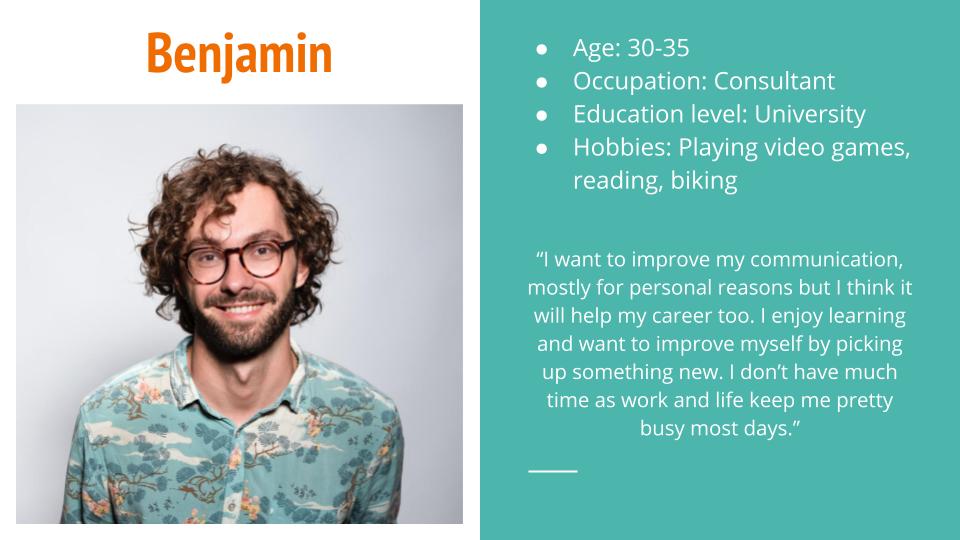 Benjamin
● Age: 30-35
● Occupation: Consultant
● Education level: University
● Hobbies: Playing video games,
reading, biking
“I want to improve my communication,
mostly for personal reasons but I think it
will help my career too. I enjoy learning
and want to improve myself by picking
up something new. I don’t have much
time as work and life keep me pretty
busy most days.”